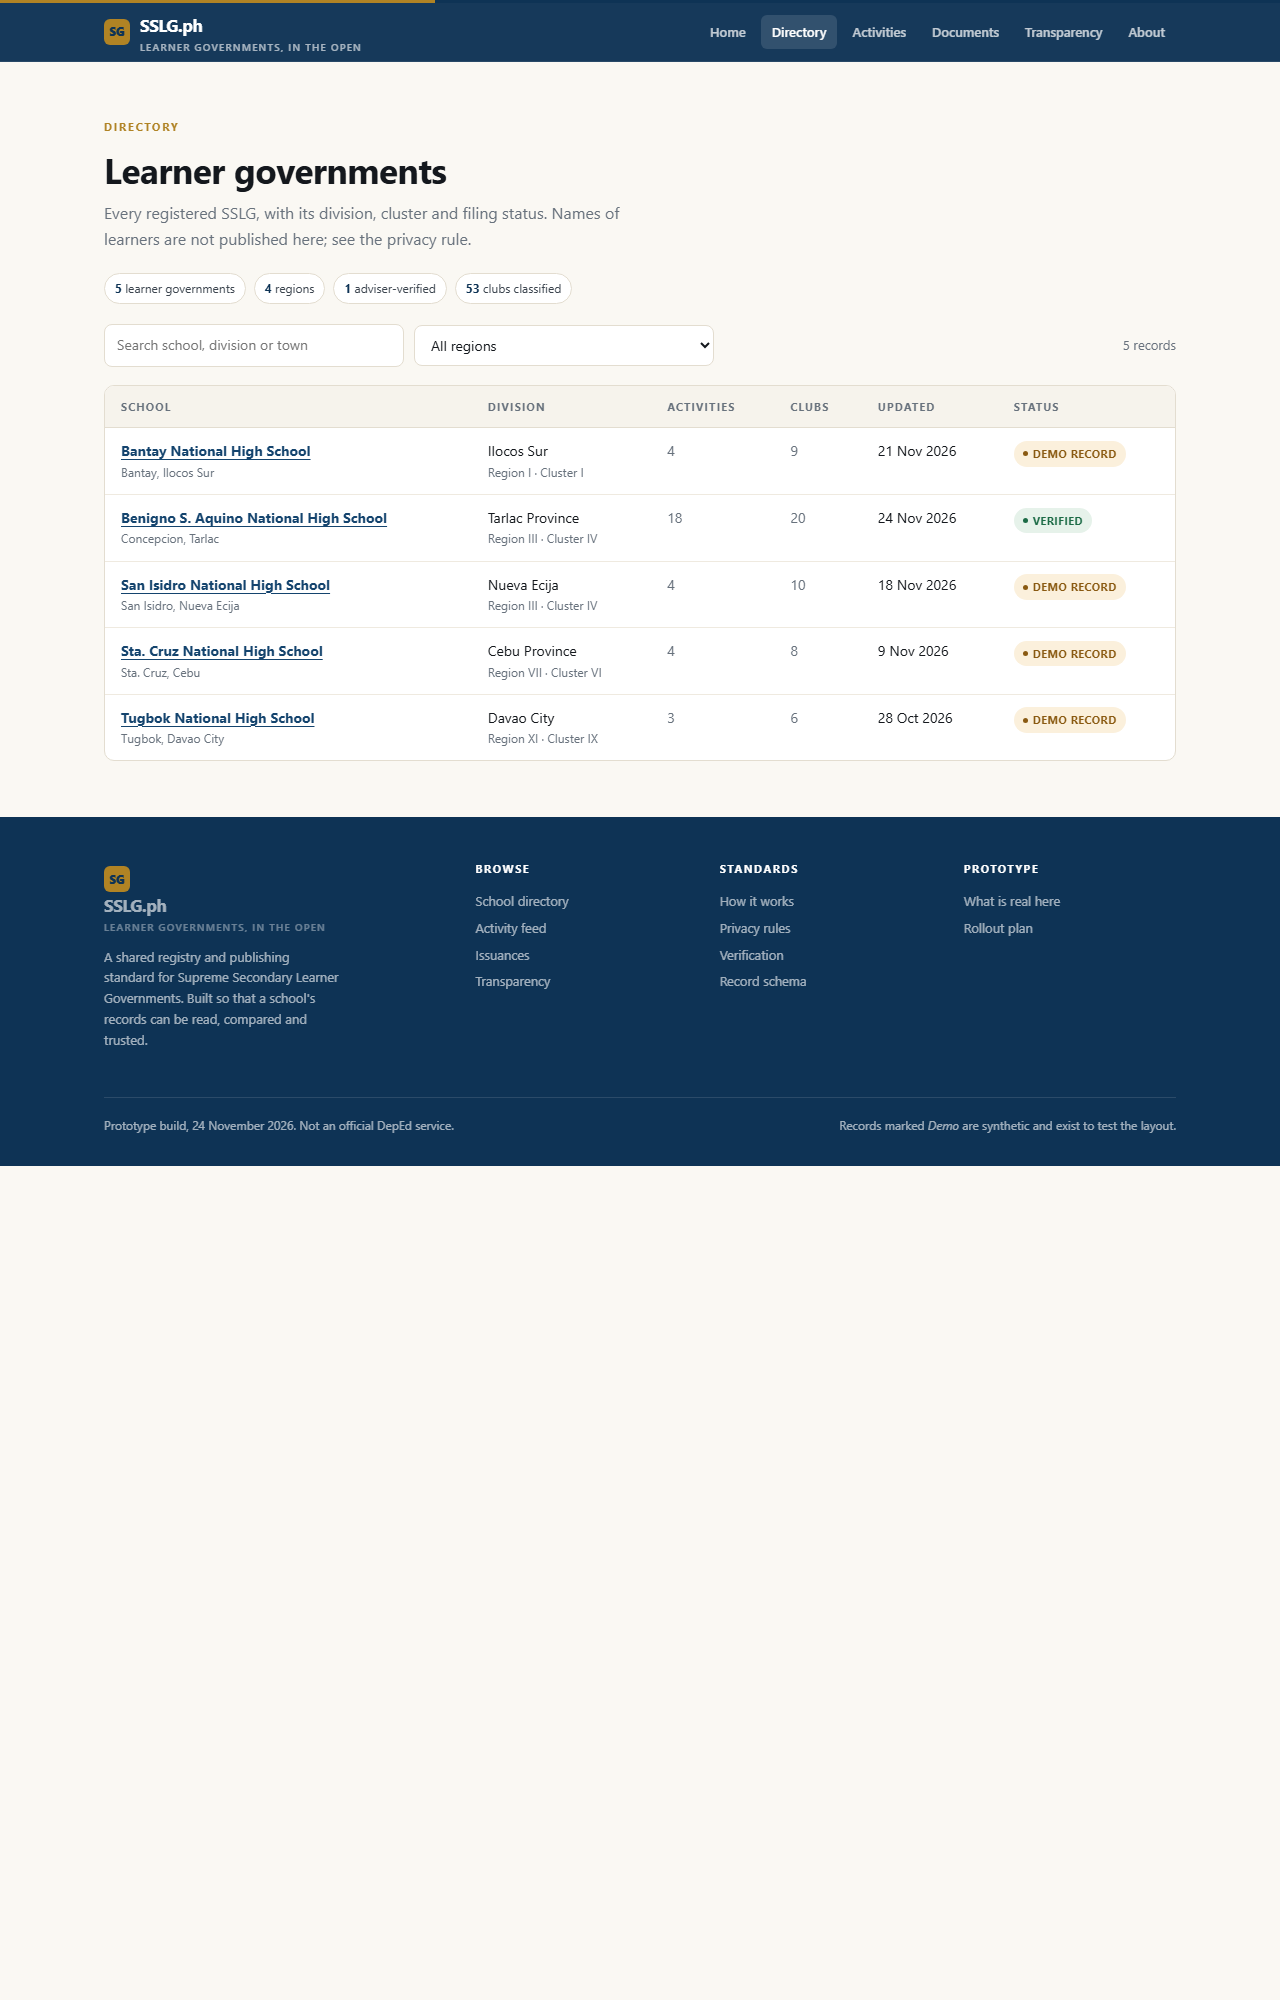 SG
SSLG.ph
LEARNER GOVERNMENTS, IN THE OPEN
Home
Directory
Activities
Documents
Transparency
About
DIRECTORY
Learner governments
Every registered SSLG, with its division, cluster and filing status. Names of
learners are not published here; see the privacy rule.
5 learner governments
4 regions
1 adviser-verified
53 clubs classified
Search school, division or town
All regions
5 records
SCHOOL DIVISION ACTIVITIES CLUBS UPDATED STATUS
Bantay National High School Ilocos Sur 4 9 21 Nov 2026 DEMO RECORD
Bantay, Ilocos Sur Region I · Cluster I
Benigno S. Aquino National High School Tarlac Province 18 20 24 Nov 2026 VERIFIED
Concepcion, Tarlac Region III · Cluster IV
San Isidro National High School Nueva Ecija 4 10 18 Nov 2026 DEMO RECORD
San Isidro, Nueva Ecija Region III · Cluster IV
Sta. Cruz National High School Cebu Province 4 8 9 Nov 2026 DEMO RECORD
Sta. Cruz, Cebu Region VII · Cluster VI
Tugbok National High School Davao City 3 6 28 Oct 2026 DEMO RECORD
Tugbok, Davao City Region XI · Cluster IX
SG
SSLG.ph
LEARNER GOVERNMENTS, IN THE OPEN
A shared registry and publishing
standard for Supreme Secondary Learner
Governments. Built so that a school's
records can be read, compared and
trusted.
BROWSE
School directory
Activity feed
Issuances
Transparency
STANDARDS
How it works
Privacy rules
Verification
Record schema
PROTOTYPE
What is real here
Rollout plan
Prototype build, 24 November 2026. Not an official DepEd service.
Records marked Demo are synthetic and exist to test the layout.